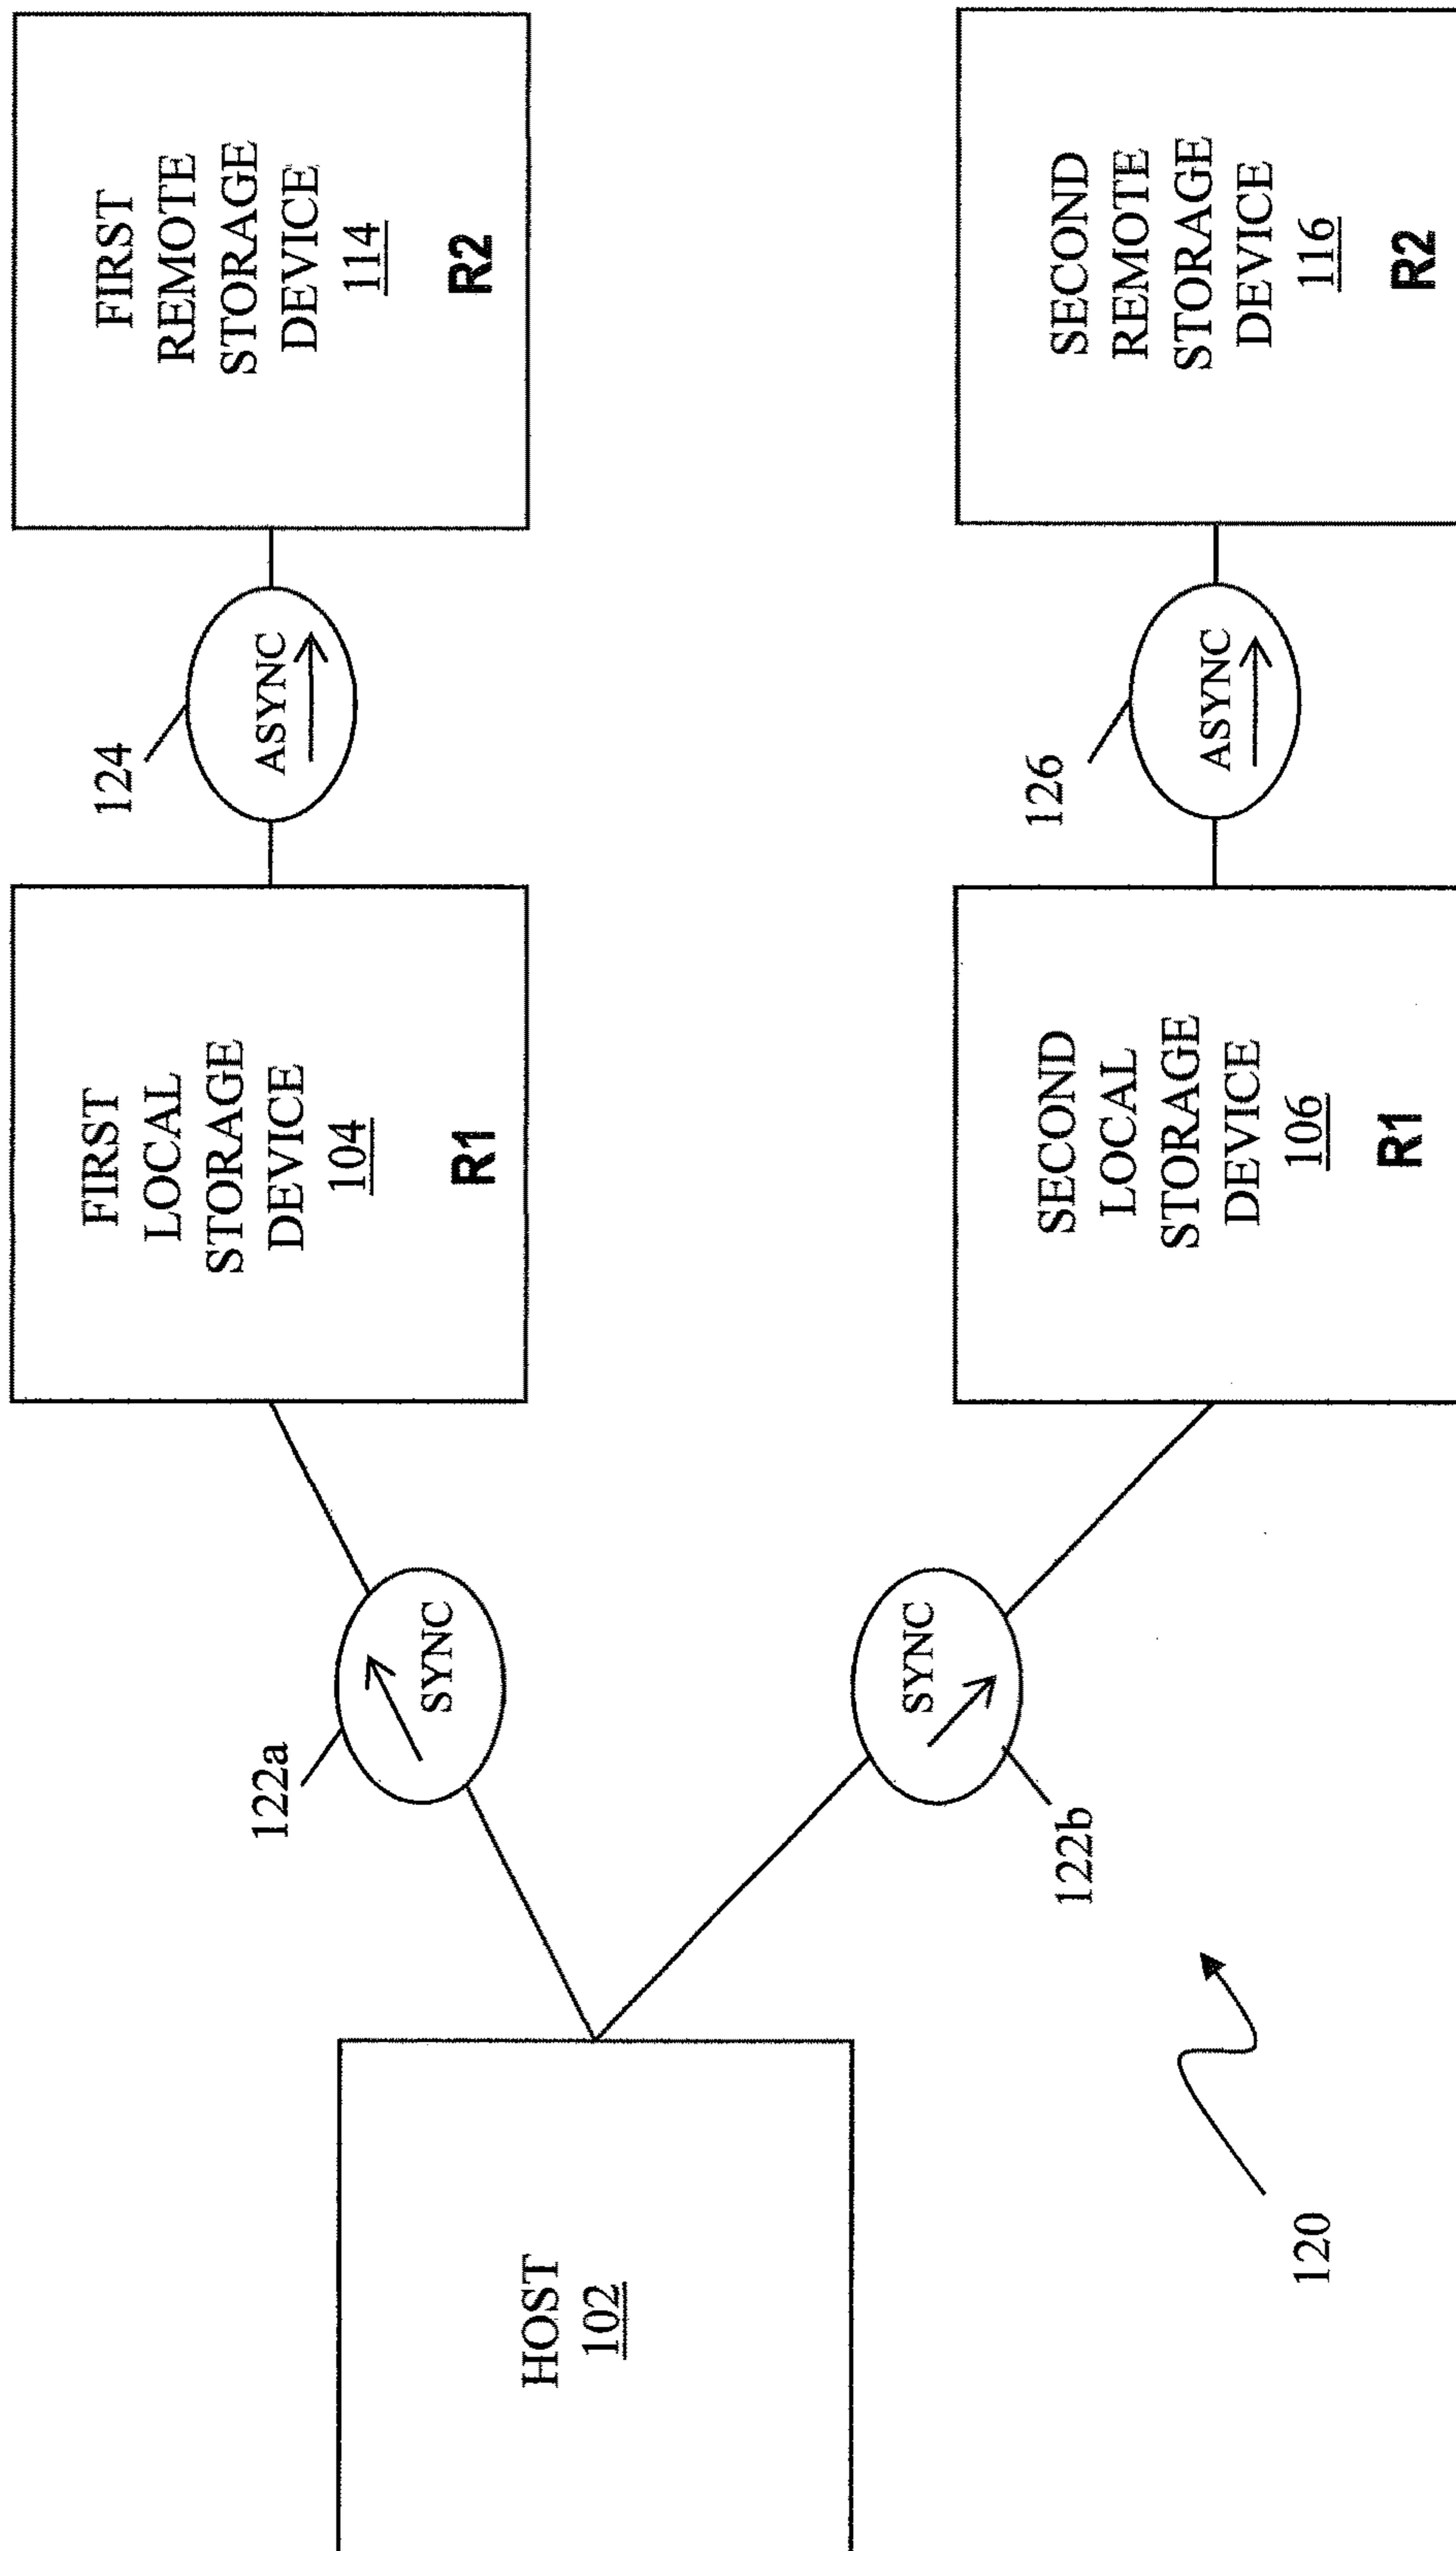 FIRST
REMOTE
STORAGE
DEVICE
114
R2
SECOND
REMOTE
STORAGE
DEVICE
116
R2
124
ASYNC
126
ASYNC
FIRST
LOCAL
STORAGE
DEVICE
104
R1
SECOND
LOCAL
STORAGE
DEVICE
106
R1
122a
SYNC
SYNC
122b
HOST
102
120